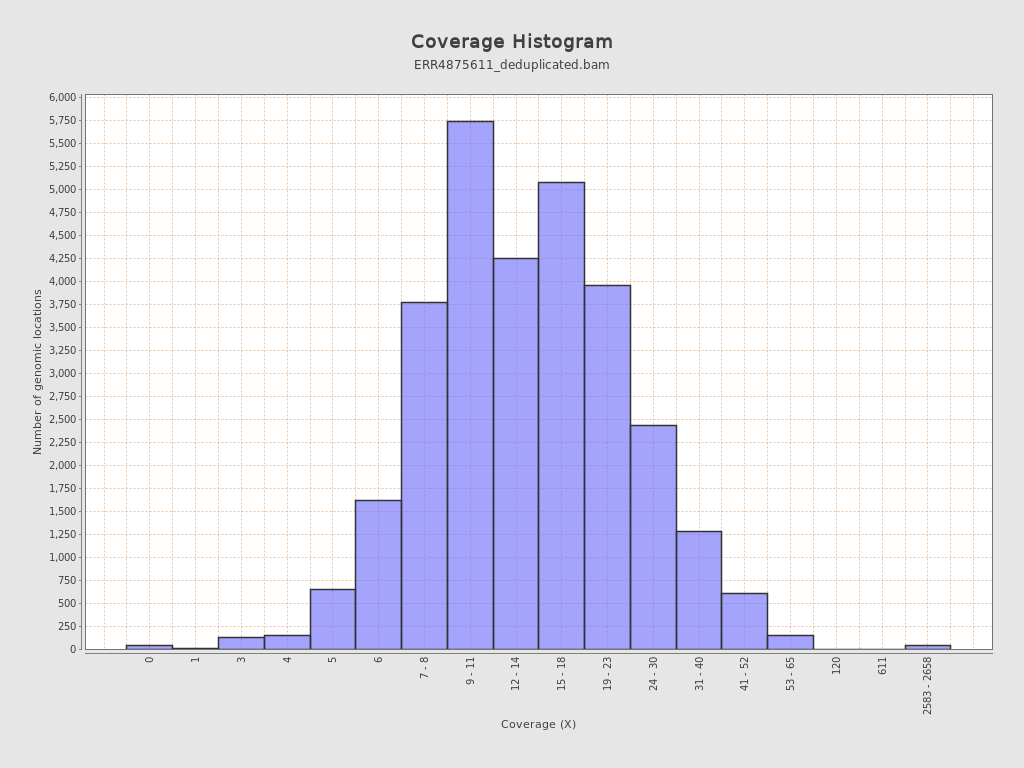 Coverage Histogram
ERR4875611_deduplicated.bam
6,000
5,750
5,500
5,250
5,000
4,750
4,500
4,250
4,000
3,750
3,500
3,250
3,000
2,750
2,500
2,250
2,000
1,750
1,500
1,250
1,000
750
500
250
0
Number of genomic locations
0
1
3
4
5
6
7 - 8
9 - 11
12 - 14
15 - 18
19 - 23
24 - 30
31 - 40
41 - 52
53 - 65
120
611
2583 - 2658
Coverage (X)